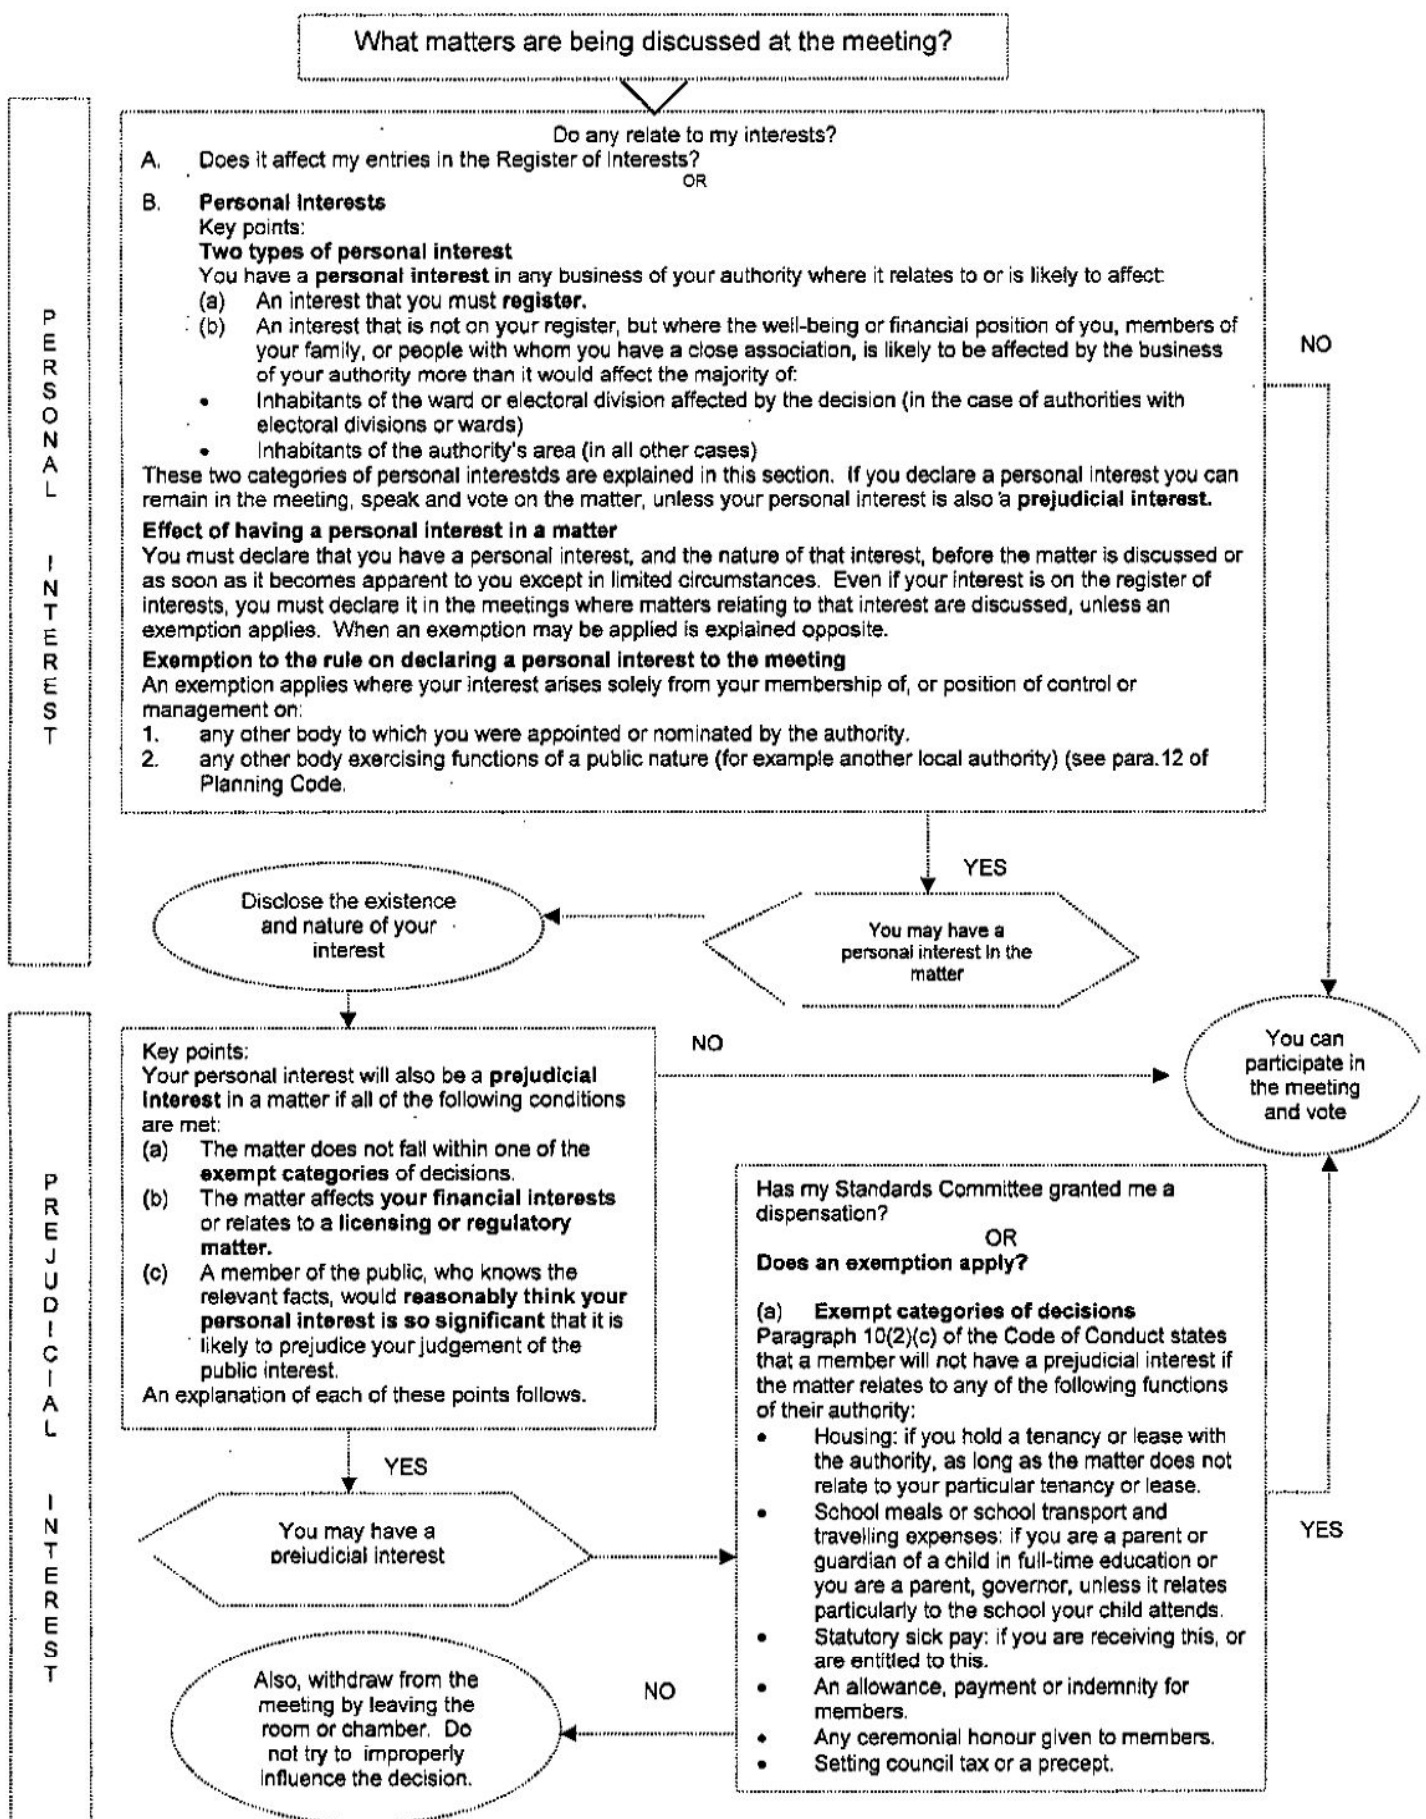 What matters are being discussed at the meeting?
PERSONAL INTEREST
Do any relate to my interests?
A. Does it affect my entries in the Register of Interests?
OR
B. Personal Interests
Key points:
Two types of personal interest
You have a personal interest in any business of your authority where it relates to or is likely to affect:
(a) An interest that you must register.
(b) An interest that is not on your register, but where the well-being or financial position of you, members of
your family, or people with whom you have a close association, is likely to be affected by the business
of your authority more than it would affect the majority of:
• Inhabitants of the ward or electoral division affected by the decision (in the case of authorities with
electoral divisions or wards)
• Inhabitants of the authority's area (in all other cases)
These two categories of personal interestds are explained in this section. If you declare a personal interest you can
remain in the meeting, speak and vote on the matter, unless your personal interest is also a prejudicial interest.
Effect of having a personal interest in a matter
You must declare that you have a personal interest, and the nature of that interest, before the matter is discussed or
as soon as it becomes apparent to you except in limited circumstances. Even if your interest is on the register of
interests, you must declare it in the meetings where matters relating to that interest are discussed, unless an
exemption applies. When an exemption may be applied is explained opposite.
Exemption to the rule on declaring a personal interest to the meeting
An exemption applies where your interest arises solely from your membership of, or position of control or
management on:
1. any other body to which you were appointed or nominated by the authority.
2. any other body exercising functions of a public nature (for example another local authority) (see para.12 of
Planning Code.
NO
YES
Disclose the existence
and nature of your
interest
You may have a
personal interest in the
matter
You can
participate in
the meeting
and vote
PREJUDICIAL INTEREST
Key points:
Your personal interest will also be a prejudicial
interest in a matter if all of the following conditions
are met:
(a) The matter does not fall within one of the
exempt categories of decisions.
(b) The matter affects your financial interests
or relates to a licensing or regulatory
matter.
(c) A member of the public, who knows the
relevant facts, would reasonably think your
personal interest is so significant that it is
likely to prejudice your judgement of the
public interest.
An explanation of each of these points follows.
NO
YES
You may have a
prejudicial interest
Has my Standards Committee granted me a
dispensation?
OR
Does an exemption apply?
(a) Exempt categories of decisions
Paragraph 10(2)(c) of the Code of Conduct states
that a member will not have a prejudicial interest if
the matter relates to any of the following functions
of their authority:
• Housing: if you hold a tenancy or lease with
the authority, as long as the matter does not
relate to your particular tenancy or lease.
• School meals or school transport and
travelling expenses: if you are a parent or
guardian of a child in full-time education or
you are a parent, governor, unless it relates
particularly to the school your child attends.
• Statutory sick pay: if you are receiving this, or
are entitled to this.
• An allowance, payment or indemnity for
members.
• Any ceremonial honour given to members.
• Setting council tax or a precept.
YES
NO
Also, withdraw from the
meeting by leaving the
room or chamber. Do
not try to improperly
influence the decision.